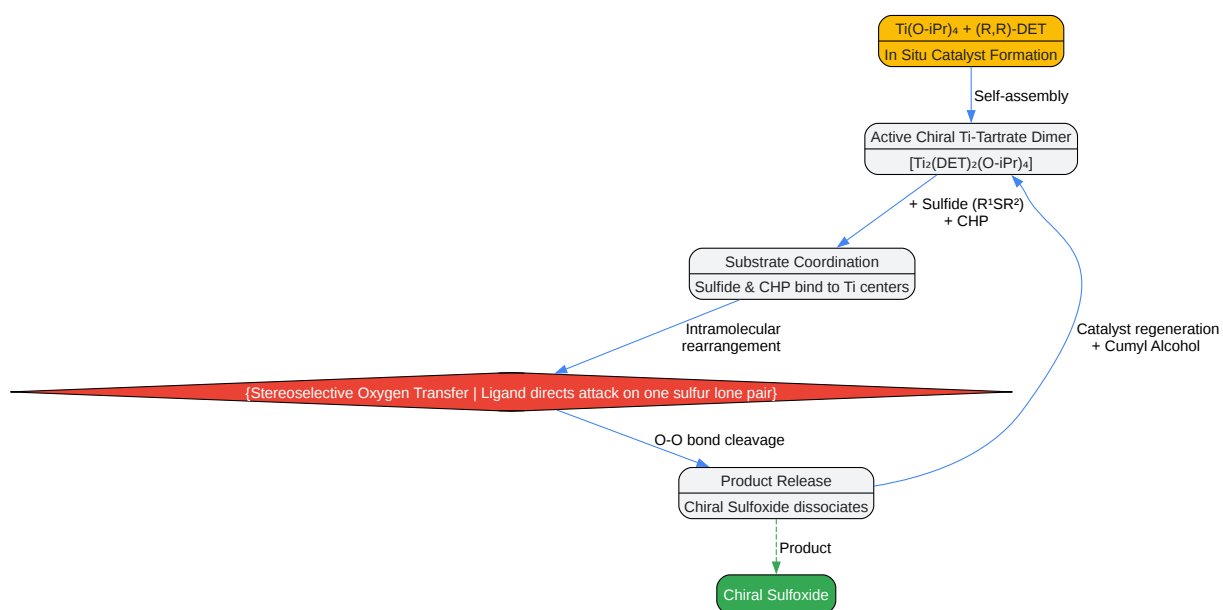 Ti(O-iPr)₄ + (R,R)-DET
In Situ Catalyst Formation
Self-assembly
Active Chiral Ti-Tartrate Dimer
[Ti₂(DET)₂(O-iPr)₄]
+ Sulfide (R¹SR²)
+ CHP
Substrate Coordination
Sulfide & CHP bind to Ti centers
Intramolecular
rearrangement
Catalyst regeneration
+ Cumyl Alcohol
{Stereoselective Oxygen Transfer | Ligand directs attack on one sulfur lone pair}
O-O bond cleavage
Product Release
Chiral Sulfoxide dissociates
Product
Chiral Sulfoxide